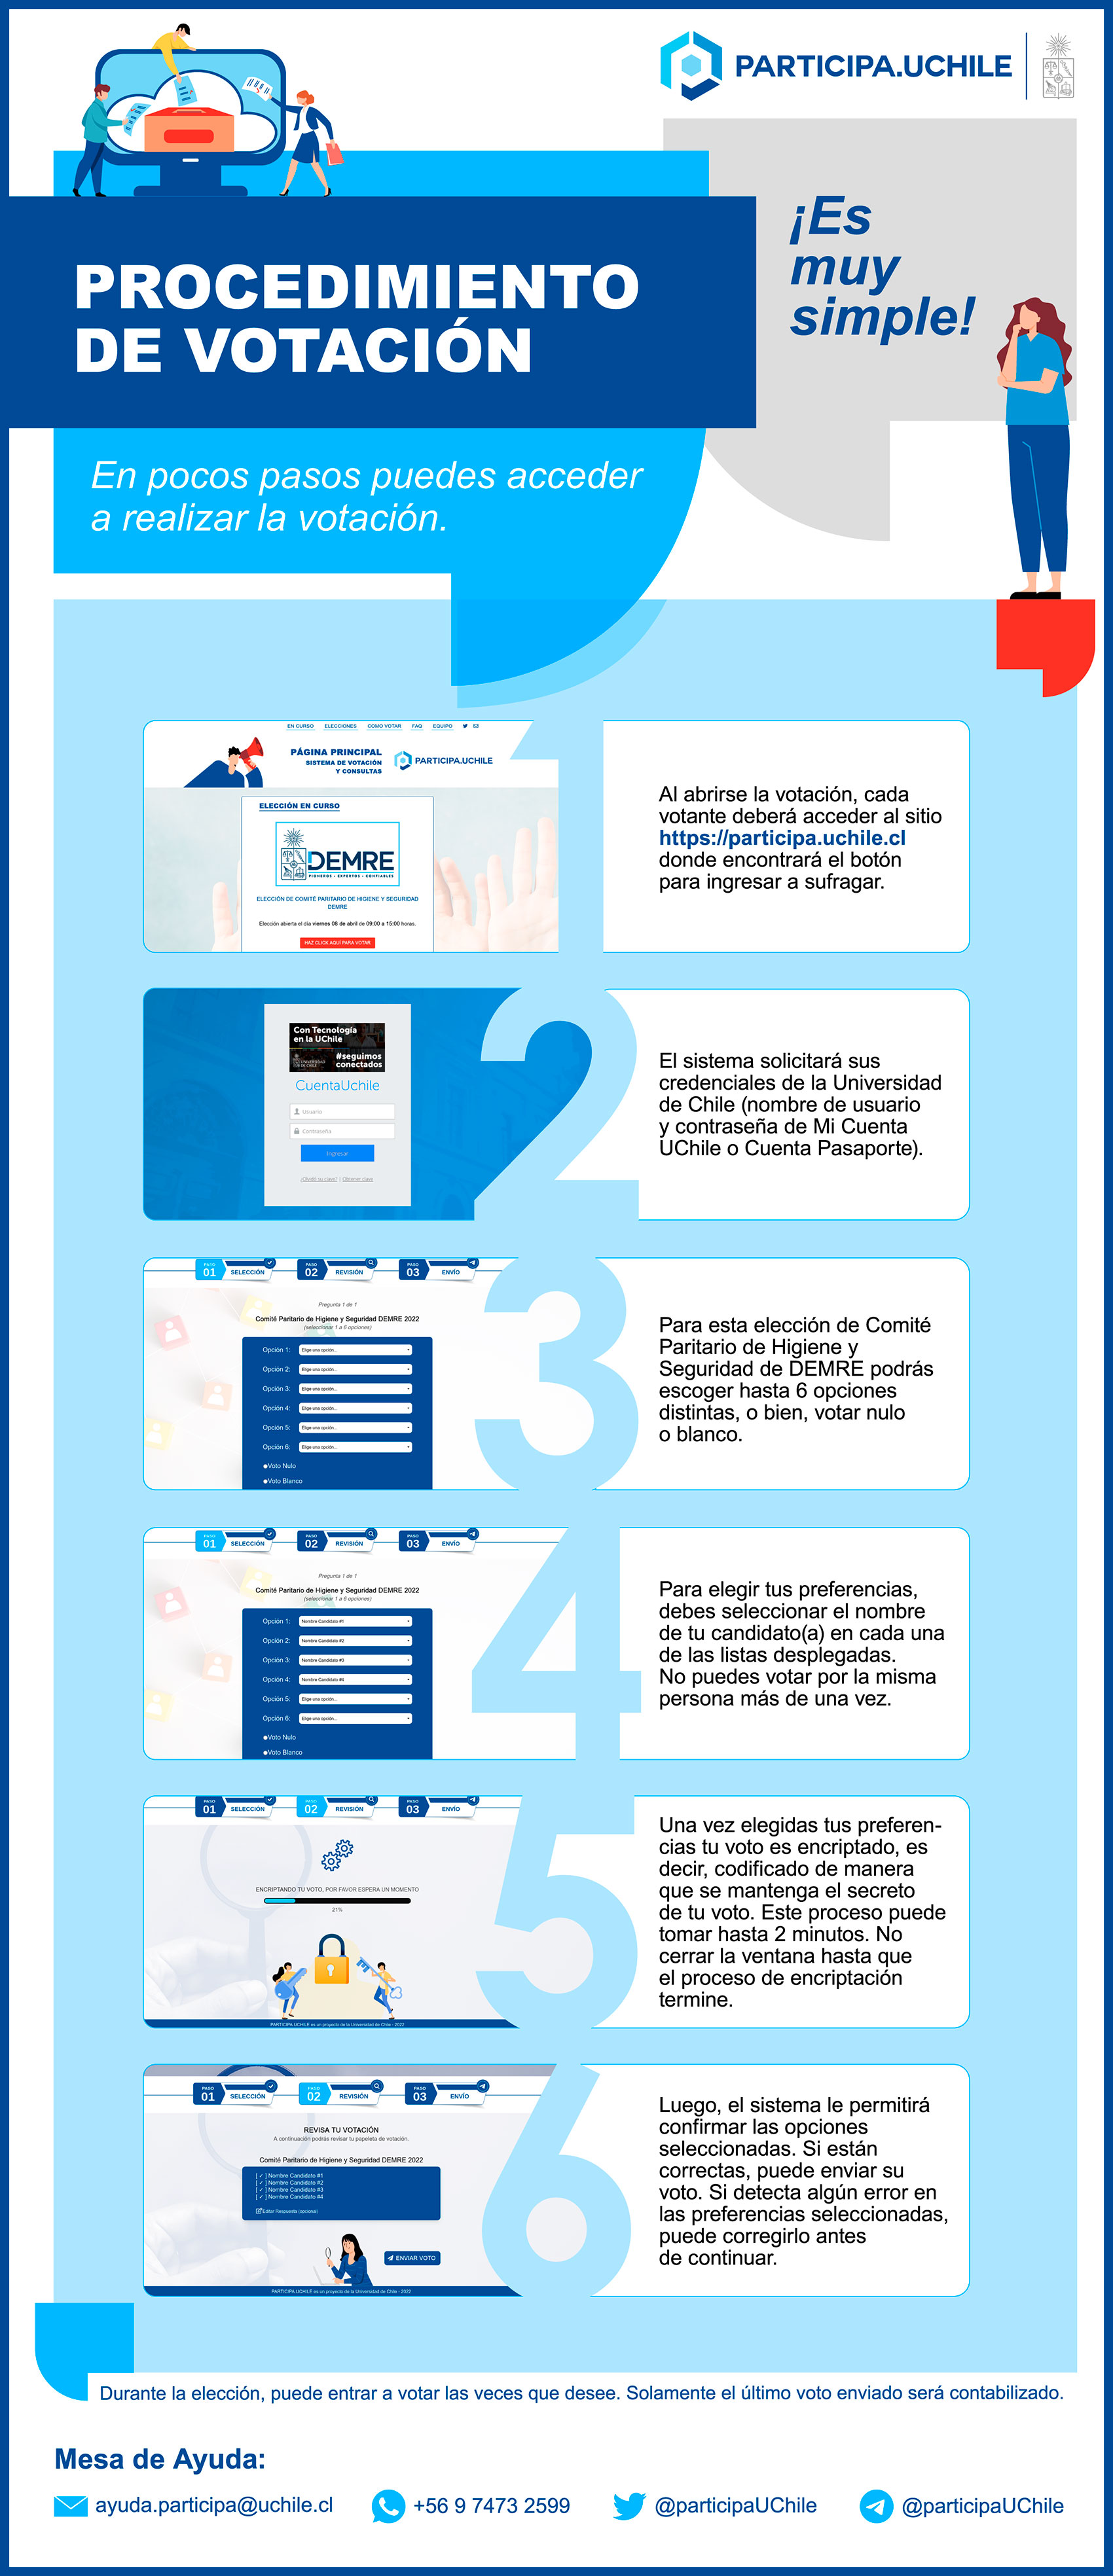 PARTICIPA.UCHILE
¡Es
muy
simple!
PROCEDIMIENTO
DE VOTACIÓN
En pocos pasos puedes acceder
a realizar la votación.
EN CURSO ELECCIONES COMO VOTAR FAQ EQUIPO
PÁGINA PRINCIPAL
SISTEMA DE VOTACIÓN
Y CONSULTAS
PARTICIPA.UCHILE
ELECCIÓN EN CURSO
DEMRE
PIONEROS • EXPERTOS • CONFIABLES
ELECCIÓN DE COMITÉ PARITARIO DE HIGIENE Y SEGURIDAD
DEMRE
Elección abierta el día viernes 08 de abril de 09:00 a 15:00 horas.
HAZ CLICK AQUÍ PARA VOTAR
1
Al abrirse la votación, cada
votante deberá acceder al sitio
https://participa.uchile.cl
donde encontrará el botón
para ingresar a sufragar.
Con Tecnología
en la UChile
#seguimos
conectados
CuentaUchile
Usuario
Contraseña
Ingresar
¿Olvidó su clave? | Obtener clave
2
El sistema solicitará sus
credenciales de la Universidad
de Chile (nombre de usuario
y contraseña de Mi Cuenta
UChile o Cuenta Pasaporte).
PASO 01 SELECCIÓN PASO 02 REVISIÓN PASO 03 ENVÍO
Pregunta 1 de 1
Comité Paritario de Higiene y Seguridad DEMRE 2022
(seleccionar 1 a 6 opciones)
Opción 1: Elige una opción...
Opción 2: Elige una opción...
Opción 3: Elige una opción...
Opción 4: Elige una opción...
Opción 5: Elige una opción...
Opción 6: Elige una opción...
Voto Nulo
Voto Blanco
3
Para esta elección de Comité
Paritario de Higiene y
Seguridad de DEMRE podrás
escoger hasta 6 opciones
distintas, o bien, votar nulo
o blanco.
PASO 01 SELECCIÓN PASO 02 REVISIÓN PASO 03 ENVÍO
Pregunta 1 de 1
Comité Paritario de Higiene y Seguridad DEMRE 2022
(seleccionar 1 a 6 opciones)
Opción 1: Nombre Candidato #1
Opción 2: Nombre Candidato #2
Opción 3: Nombre Candidato #3
Opción 4: Nombre Candidato #4
Opción 5: Elige una opción...
Opción 6: Elige una opción...
Voto Nulo
Voto Blanco
4
Para elegir tus preferencias,
debes seleccionar el nombre
de tu candidato(a) en cada una
de las listas desplegadas.
No puedes votar por la misma
persona más de una vez.
PASO 01 SELECCIÓN PASO 02 REVISIÓN PASO 03 ENVÍO
ENCRIPTANDO TU VOTO, POR FAVOR ESPERA UN MOMENTO
21%
PARTICIPA.UCHILE es un proyecto de la Universidad de Chile - 2022
5
Una vez elegidas tus preferen-
cias tu voto es encriptado, es
decir, codificado de manera
que se mantenga el secreto
de tu voto. Este proceso puede
tomar hasta 2 minutos. No
cerrar la ventana hasta que
el proceso de encriptación
termine.
PASO 01 SELECCIÓN PASO 02 REVISIÓN PASO 03 ENVÍO
REVISA TU VOTACIÓN
A continuación podrás revisar tu papeleta de votación.
Comité Paritario de Higiene y Seguridad DEMRE 2022
[ ✓ ] Nombre Candidato #1
[ ✓ ] Nombre Candidato #2
[ ✓ ] Nombre Candidato #3
[ ✓ ] Nombre Candidato #4
Editar Respuesta (opcional)
ENVIAR VOTO
PARTICIPA.UCHILE es un proyecto de la Universidad de Chile - 2022
6
Luego, el sistema le permitirá
confirmar las opciones
seleccionadas. Si están
correctas, puede enviar su
voto. Si detecta algún error en
las preferencias seleccionadas,
puede corregirlo antes
de continuar.
Durante la elección, puede entrar a votar las veces que desee. Solamente el último voto enviado será contabilizado.
Mesa de Ayuda:
ayuda.participa@uchile.cl +56 9 7473 2599 @participaUChile @participaUChile